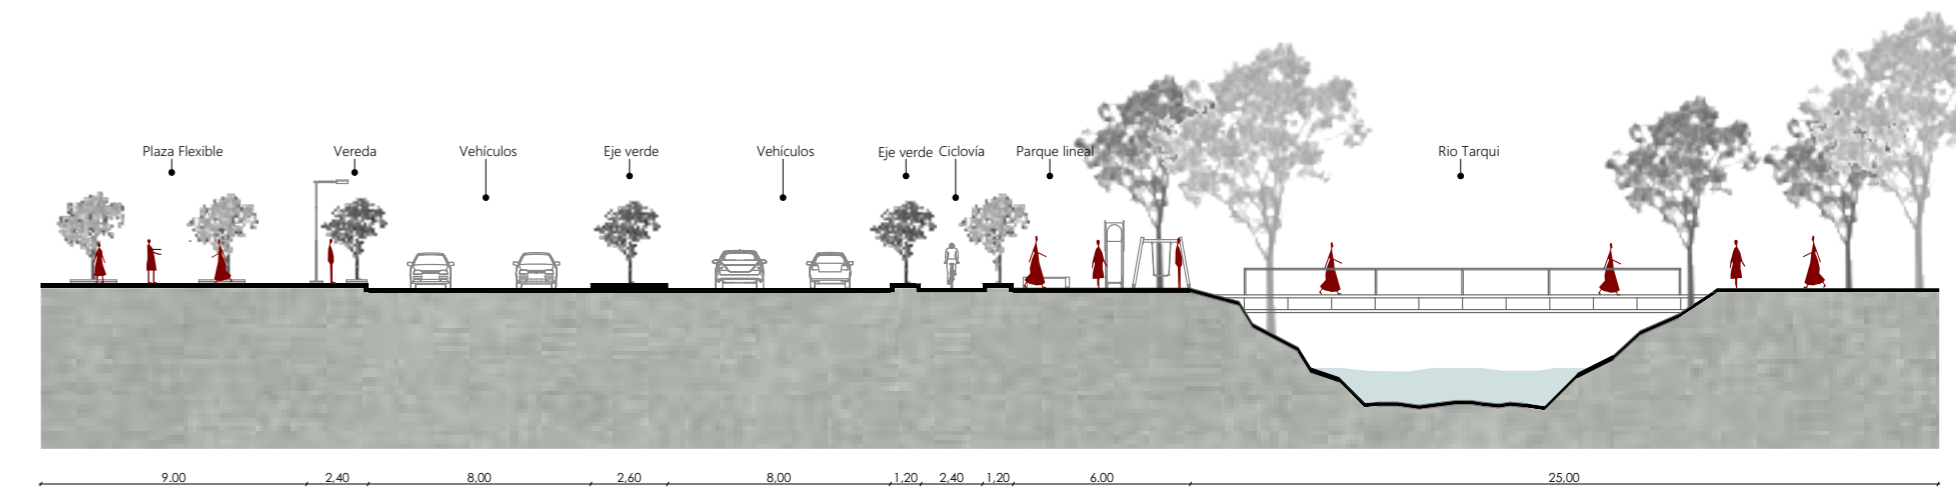 Plaza Flexible
Vereda
Vehículos
Eje verde
Vehículos
Eje verde
Ciclovía
Parque lineal
Rio Tarqui
9.00
2,40
8,00
2,60
8,00
1,20
2,40
1,20
6.00
25,00